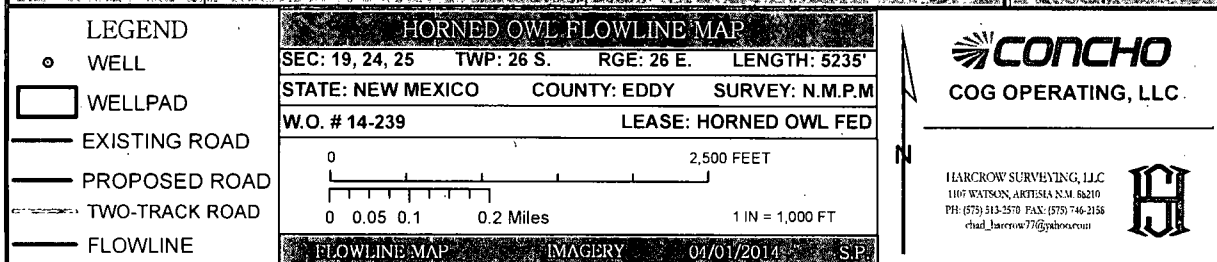 LEGEND
WELL
WELLPAD
EXISTING ROAD
PROPOSED ROAD
TWO-TRACK ROAD
FLOWLINE
HORNED OWL FLOWLINE MAP
SEC: 19, 24, 25 TWP: 26 S. RGE: 26 E. LENGTH: 5235'
STATE: NEW MEXICO COUNTY: EDDY SURVEY: N.M.P.M
W.O. # 14-239 LEASE: HORNED OWL FED
0 2,500 FEET
0 0.05 0.1 0.2 Miles 1 IN = 1,000 FT
FLOWLINE MAP IMAGERY 04/01/2014 S.P.
N
CONCHO
COG OPERATING, LLC
HARCROW SURVEYING, LLC
1107 WATSON, ARTESIA N.M. 88210
PH: (575) 513-2570 FAX: (575) 746-2158
chad_harcrow77@yahoo.com